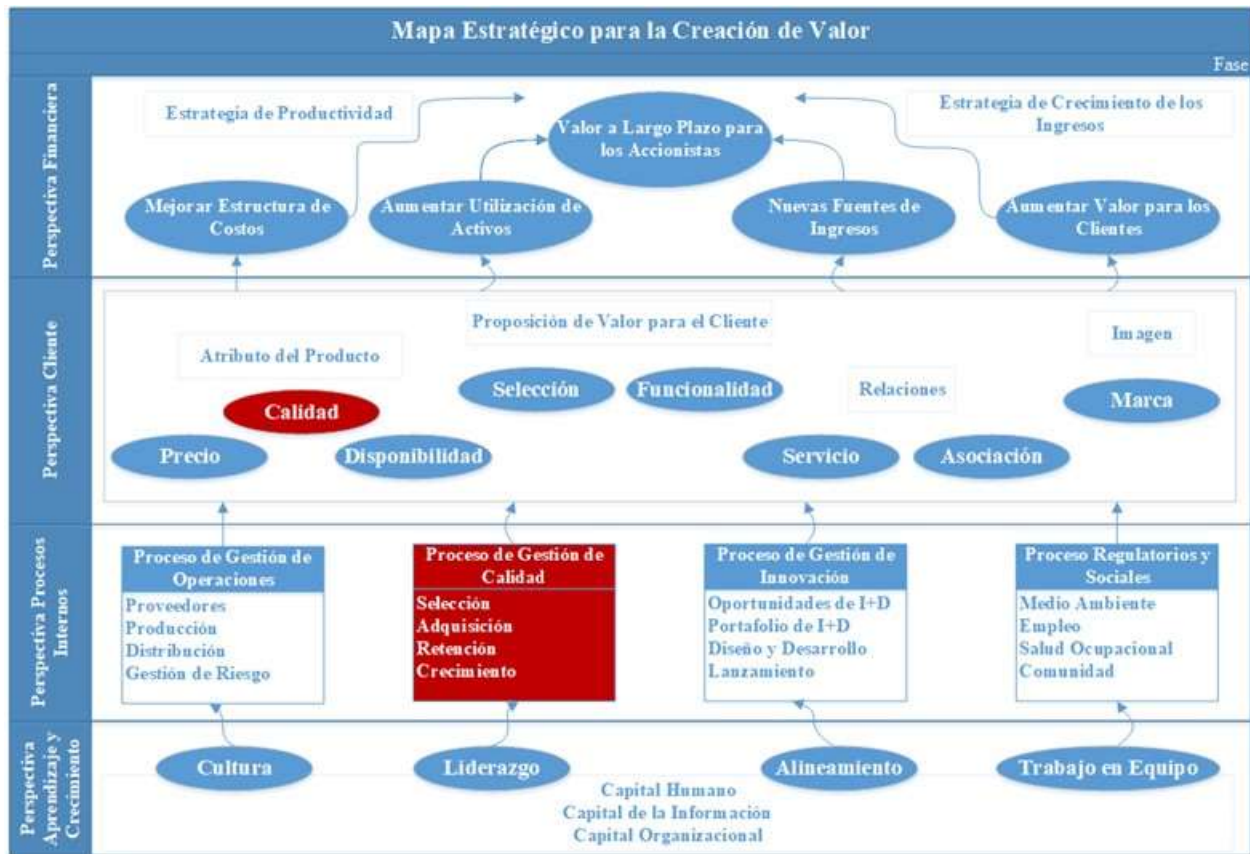 Mapa Estratégico para la Creación de Valor
Fase
Perspectiva Financiera
Estrategia de Productividad
Estrategia de Crecimiento de los
Ingresos
Valor a Largo Plazo para
los Accionistas
Mejorar Estructura de
Costos
Aumentar Utilización de
Activos
Nuevas Fuentes de
Ingresos
Aumentar Valor para los
Clientes
Perspectiva Cliente
Proposición de Valor para el Cliente
Imagen
Atributo del Producto
Selección
Funcionalidad
Relaciones
Calidad
Marca
Precio
Disponibilidad
Servicio
Asociación
Perspectiva Procesos
Internos
Proceso de Gestión de
Operaciones
Proveedores
Producción
Distribución
Gestión de Riesgo
Proceso de Gestión de
Calidad
Selección
Adquisición
Retención
Crecimiento
Proceso de Gestión de
Innovación
Oportunidades de I+D
Portafolio de I+D
Diseño y Desarrollo
Lanzamiento
Proceso Regulatorios y
Sociales
Medio Ambiente
Empleo
Salud Ocupacional
Comunidad
Perspectiva
Aprendizaje y
Crecimiento
Cultura
Liderazgo
Alineamiento
Trabajo en Equipo
Capital Humano
Capital de la Información
Capital Organizacional